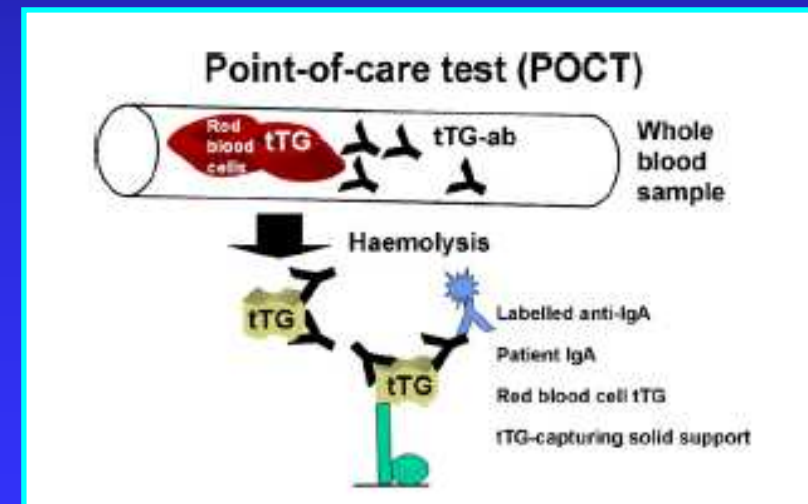 Point-of-care test (POCT)
Red
blood
cells
tTG
tTG-ab
Whole
blood
sample
Haemolysis
tTG
tTG
Labelled anti-IgA
Patient IgA
Red blood cell tTG
tTG-capturing solid support